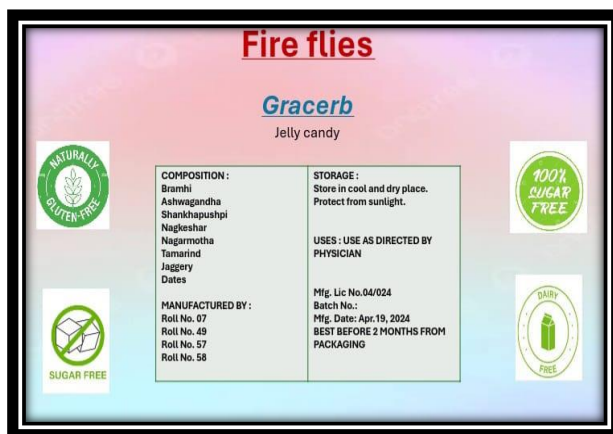 Fire flies
Gracerb
Jelly candy
NATURALLY
GLUTEN-FREE
100%
SUGAR
FREE
COMPOSITION :
Bramhi
Ashwagandha
Shankhapushpi
Nagkeshar
Nagarmotha
Tamarind
Jaggery
Dates
MANUFACTURED BY :
Roll No. 07
Roll No. 49
Roll No. 57
Roll No. 58
STORAGE :
Store in cool and dry place.
Protect from sunlight.
USES : USE AS DIRECTED BY
PHYSICIAN
Mfg. Lic No.04/024
Batch No.:
Mfg. Date: Apr.19, 2024
BEST BEFORE 2 MONTHS FROM
PACKAGING
SUGAR FREE
DAIRY
FREE